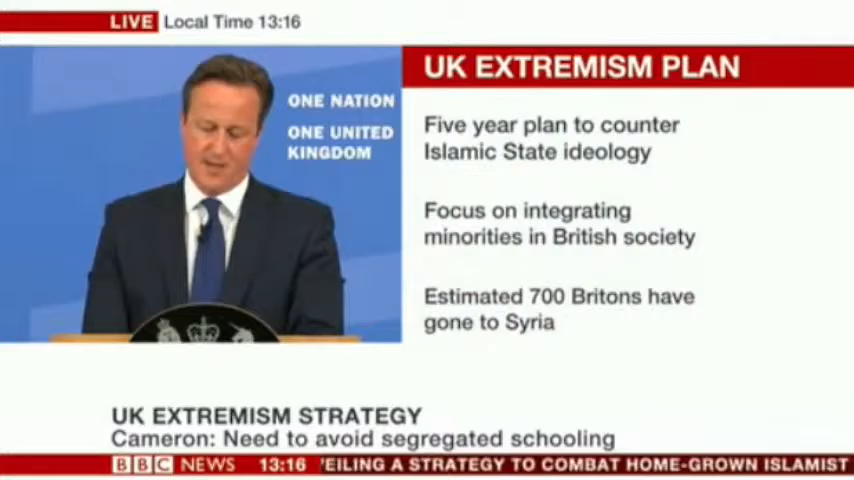 LIVE Local Time 13:16
ONE NATION
ONE UNITED
KINGDOM
UK EXTREMISM PLAN
Five year plan to counter
Islamic State ideology
Focus on integrating
minorities in British society
Estimated 700 Britons have
gone to Syria
UK EXTREMISM STRATEGY
Cameron: Need to avoid segregated schooling
BBC NEWS 13:16 'EILING A STRATEGY TO COMBAT HOME-GROWN ISLAMIST